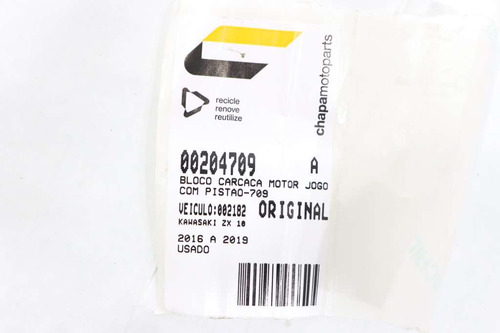 recicle
renove
reutilize
chapamotoparts
00204709 A
BLOCO CARCACA MOTOR JOGO
COM PISTAO-709
VEICULO:002182 ORIGINAL
KAWASAKI ZX 10
2016 A 2019
USADO